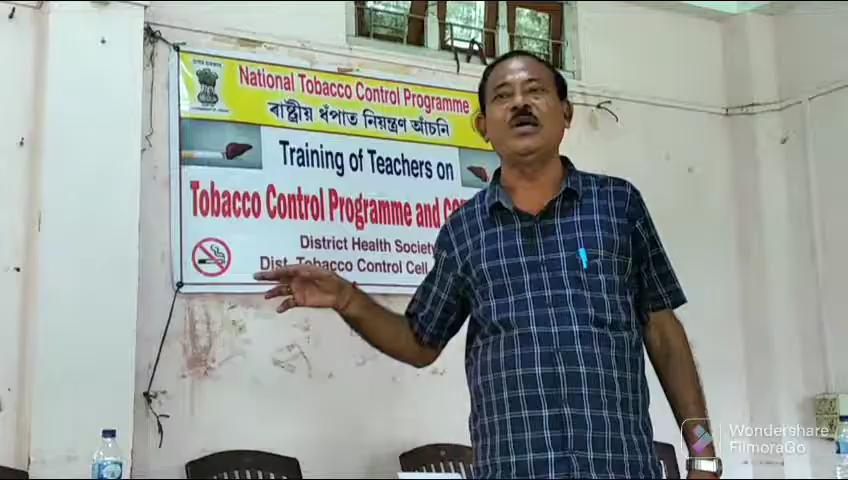 National Tobacco Control Programme
ৰাষ্ট্ৰীয় ধঁপাত নিয়ন্ত্ৰণ আঁচনি
Training of Teachers on
Tobacco Control Programme and
District Health Society
Dist. Tobacco Control Cell
Wondershare
FilmoraGo